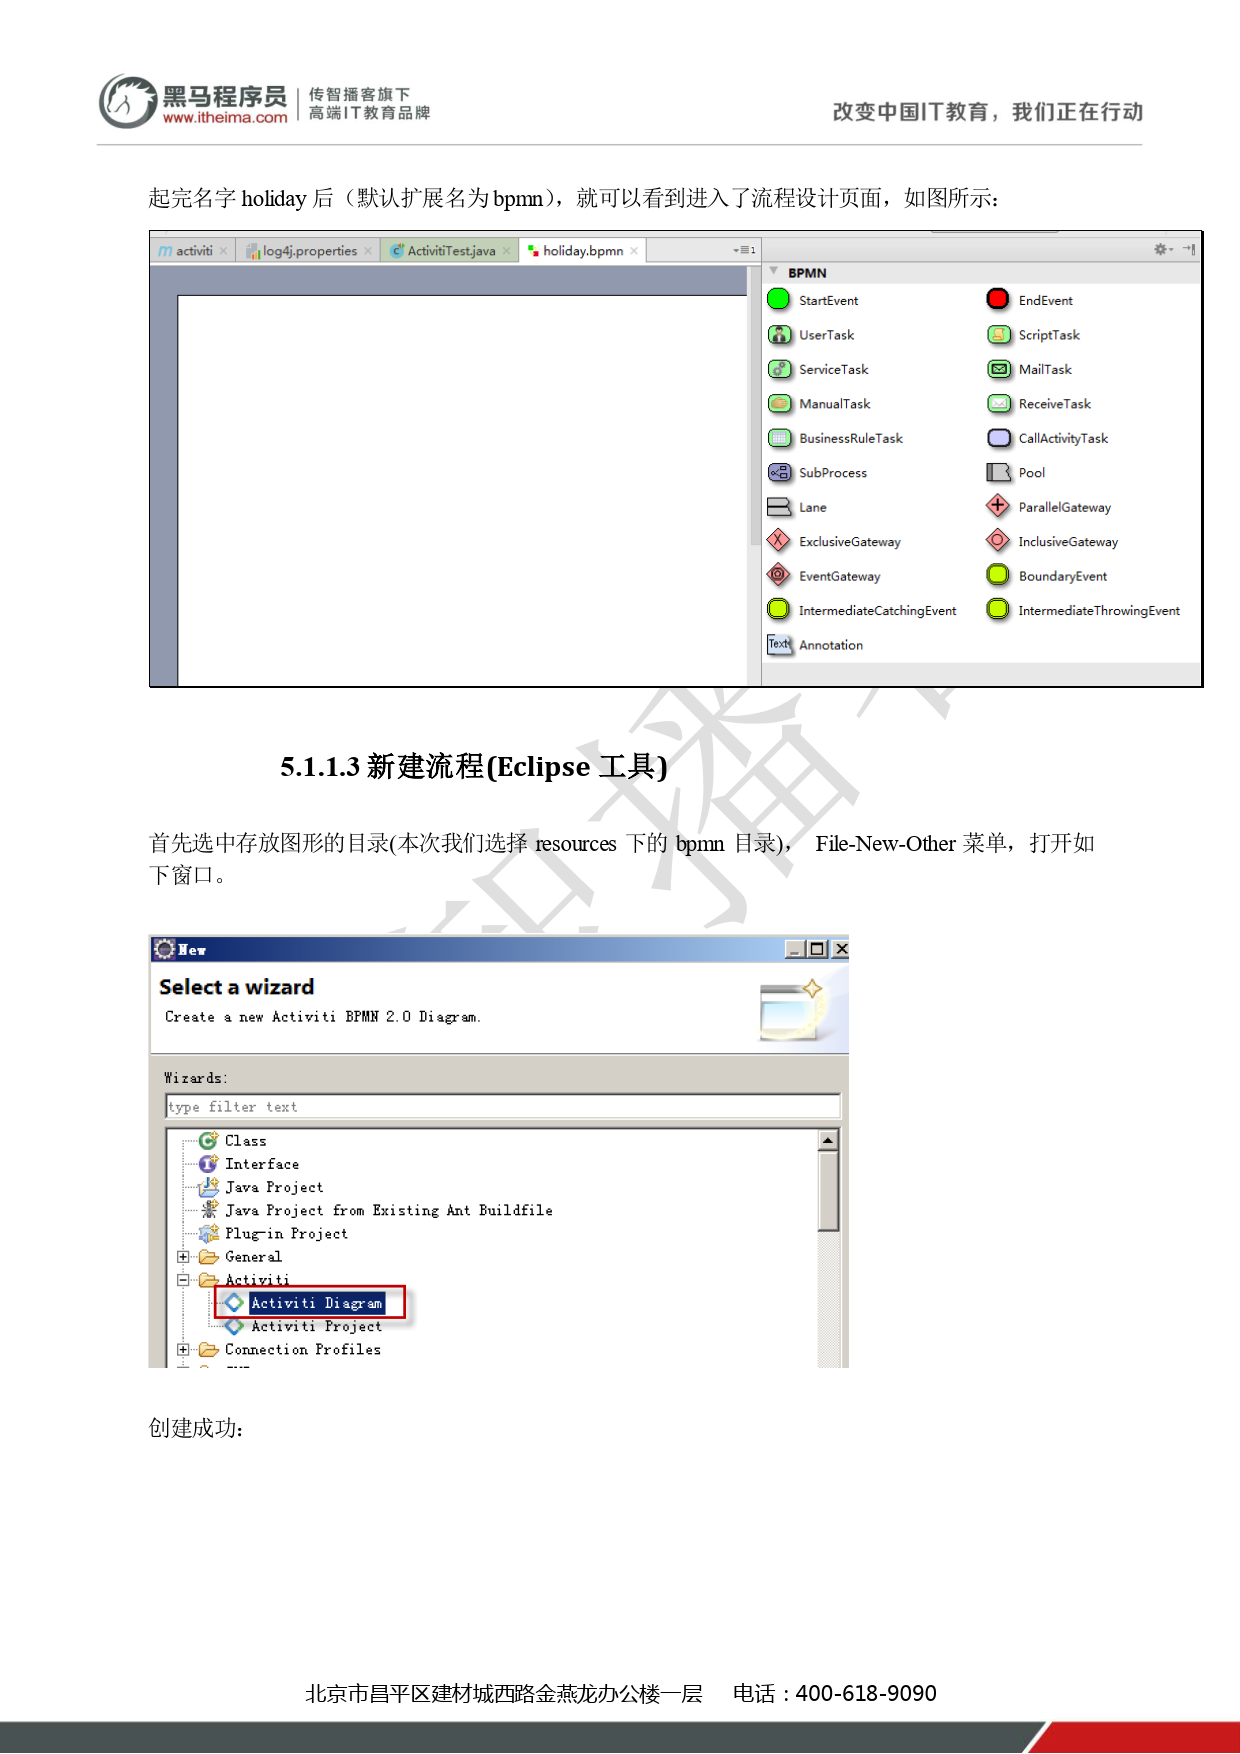 黑马程序员
www.itheima.com
传智播客旗下
高端IT教育品牌
改变中国IT教育，我们正在行动
起完名字 holiday 后（默认扩展名为 bpmn），就可以看到进入了流程设计页面，如图所示：
activiti
log4j.properties
ActivitiTest.java
holiday.bpmn
1
BPMN
StartEvent
EndEvent
UserTask
ScriptTask
ServiceTask
MailTask
ManualTask
ReceiveTask
BusinessRuleTask
CallActivityTask
SubProcess
Pool
Lane
ParallelGateway
ExclusiveGateway
InclusiveGateway
EventGateway
BoundaryEvent
IntermediateCatchingEvent
IntermediateThrowingEvent
Text
Annotation
5.1.1.3 新建流程(Eclipse 工具)
首先选中存放图形的目录(本次我们选择 resources 下的 bpmn 目录)， File-New-Other 菜单，打开如
下窗口。
New
Select a wizard
Create a new Activiti BPMN 2.0 Diagram.
Wizards:
type filter text
Class
Interface
Java Project
Java Project from Existing Ant Buildfile
Plug-in Project
General
Activiti
Activiti Diagram
Activiti Project
Connection Profiles
创建成功：
北京市昌平区建材城西路金燕龙办公楼一层 电话：400-618-9090